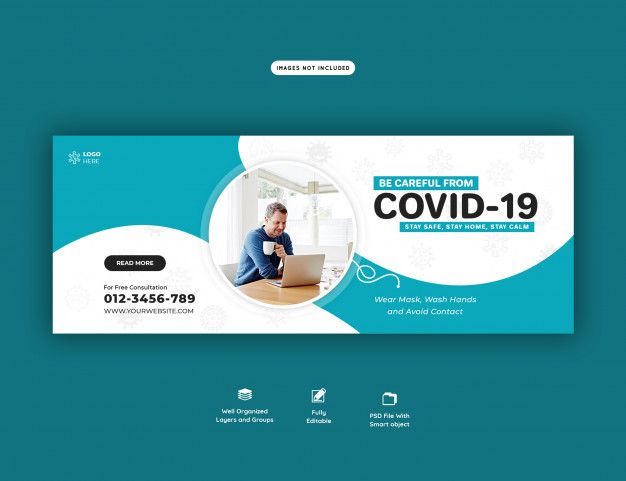 IMAGES NOT INCLUDED
LOGO
HERE
BE CAREFUL FROM
COVID-19
STAY SAFE, STAY HOME, STAY CALM
READ MORE
For Free Consultation
012-3456-789
WWW.YOURWEBSITE.COM
Wear Mask, Wash Hands
and Avoid Contact
Well Organized
Layers and Groups
Fully
Editable
PSD File With
Smart object